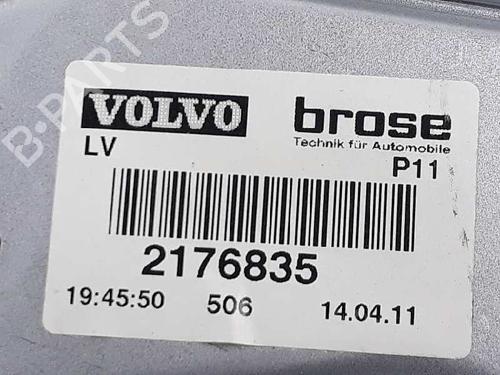 B-PARTS
VOLVO
brose
Technik für Automobile
LV
P11
2176835
19:45:50 506 14.04.11